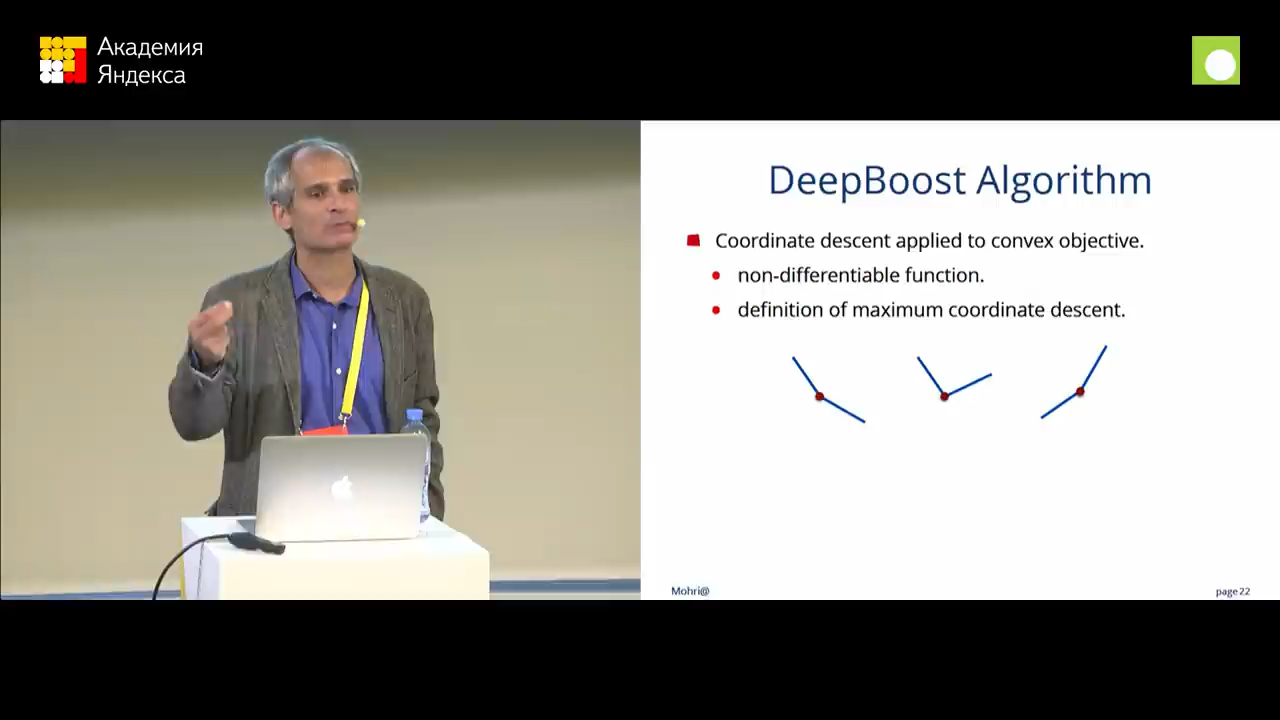 Академия
Яндекса
DeepBoost Algorithm
Coordinate descent applied to convex objective.
non-differentiable function.
definition of maximum coordinate descent.
Mohri@
page 22